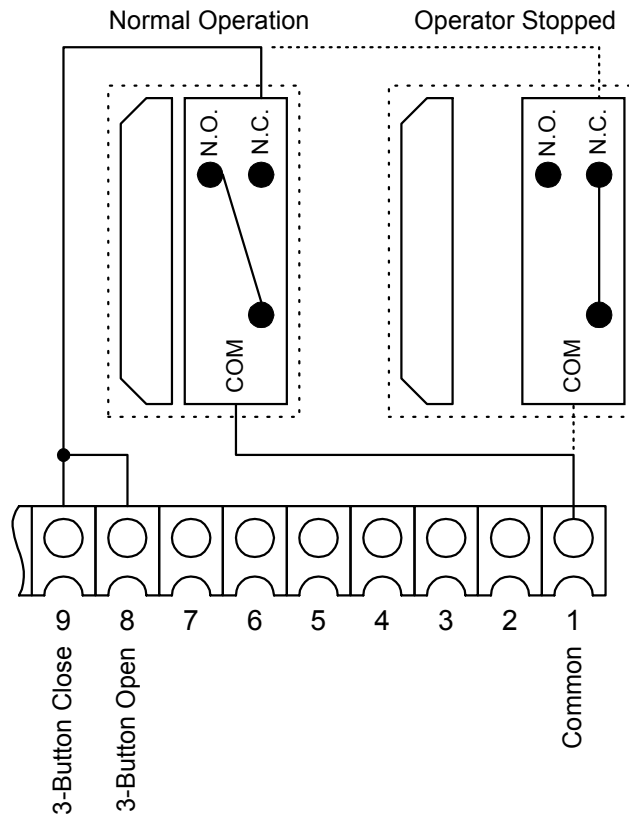 Normal Operation
Operator Stopped
N.O.
N.C.
COM
N.O.
N.C.
COM
9 8 7 6 5 4 3 2 1
3-Button Close
3-Button Open
Common